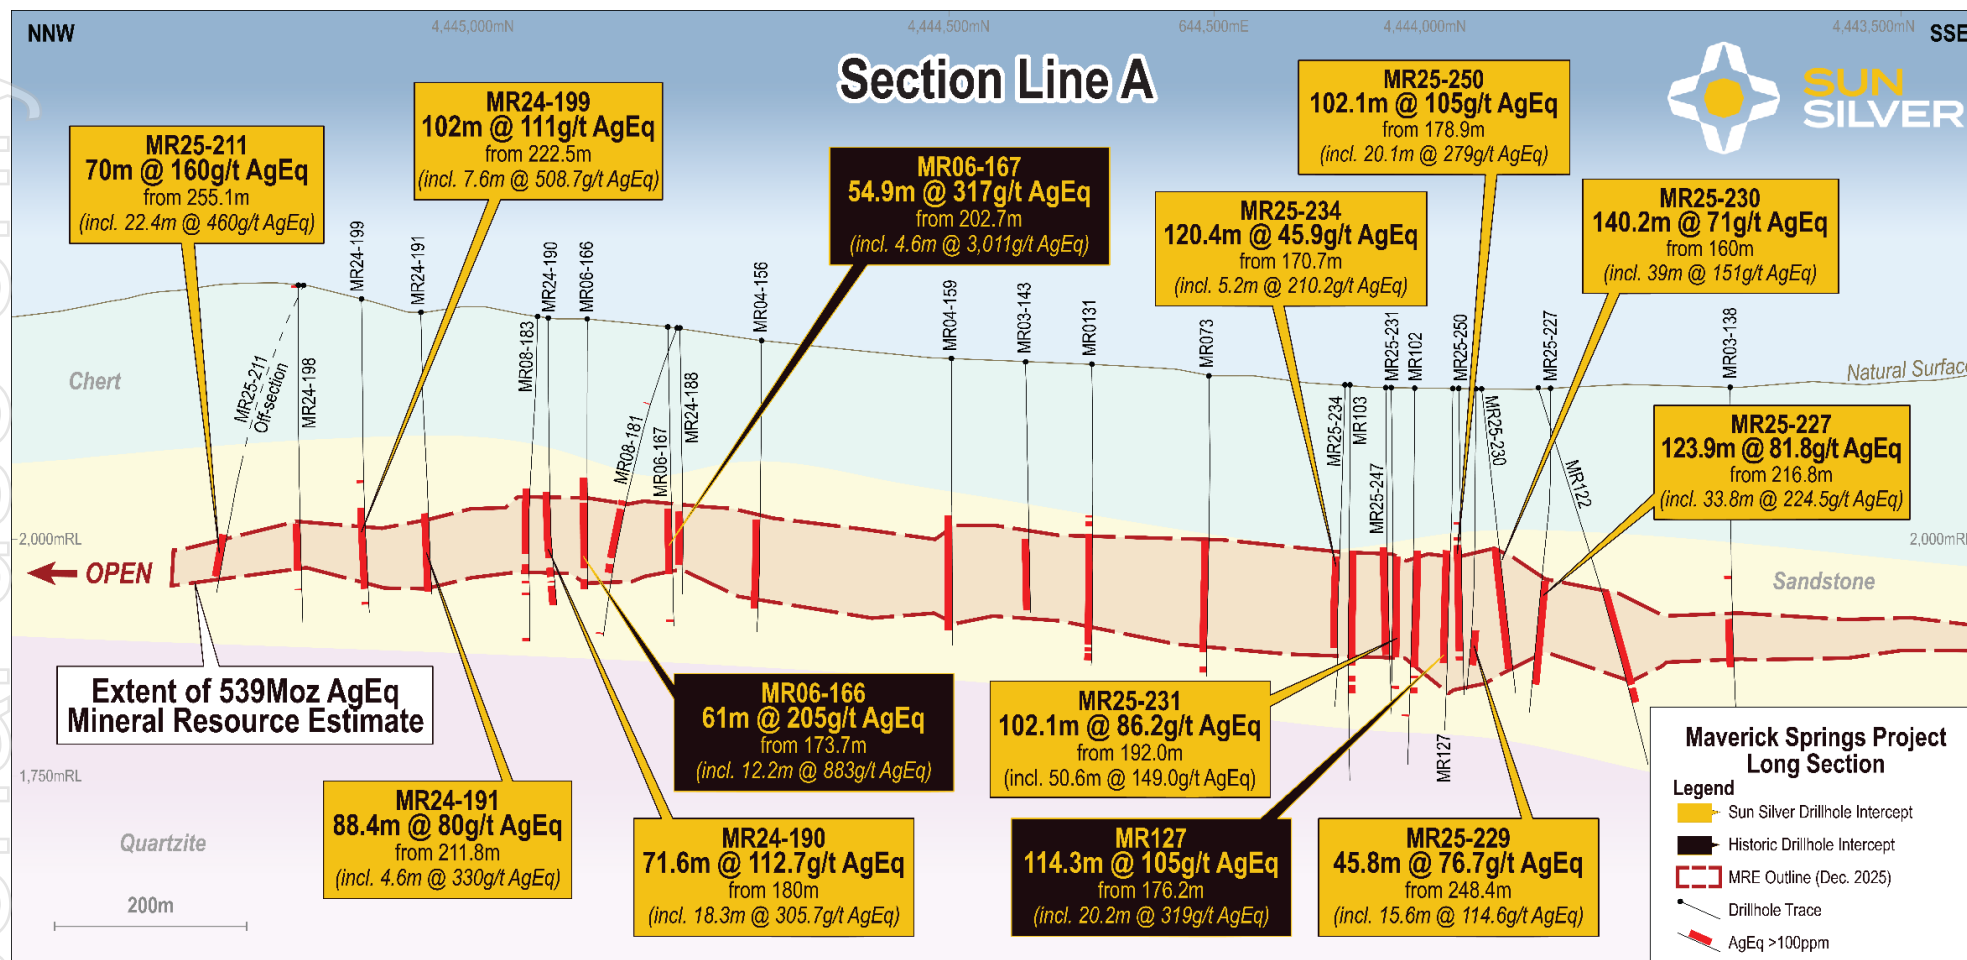 NNW
4,445,000mN
4,444,500mN
644,500mE
4,444,000mN
4,443,500mN
SSE
Section Line A
SUN
SILVER
MR25-211
70m @ 160g/t AgEq
from 255.1m
(incl. 22.4m @ 460g/t AgEq)
MR24-199
102m @ 111g/t AgEq
from 222.5m
(incl. 7.6m @ 508.7g/t AgEq)
MR06-167
54.9m @ 317g/t AgEq
from 202.7m
(incl. 4.6m @ 3,011g/t AgEq)
MR25-250
102.1m @ 105g/t AgEq
from 178.9m
(incl. 20.1m @ 279g/t AgEq)
MR25-234
120.4m @ 45.9g/t AgEq
from 170.7m
(incl. 5.2m @ 210.2g/t AgEq)
MR25-230
140.2m @ 71g/t AgEq
from 160m
(incl. 39m @ 151g/t AgEq)
MR25-227
123.9m @ 81.8g/t AgEq
from 216.8m
(incl. 33.8m @ 224.5g/t AgEq)
MR25-211
Off-section
MR24-198
MR24-199
MR24-191
MR08-183
MR24-190
MR06-166
MR08-181
MR06-167
MR24-188
MR04-156
MR04-159
MR03-143
MR0131
MR073
MR25-234
MR103
MR25-247
MR25-231
MR102
MR25-250
MR25-230
MR25-227
MR122
MR03-138
MR127
Natural Surface
Chert
Sandstone
Quartzite
2,000mRL
2,000mRL
1,750mRL
OPEN
Extent of 539Moz AgEq
Mineral Resource Estimate
MR24-191
88.4m @ 80g/t AgEq
from 211.8m
(incl. 4.6m @ 330g/t AgEq)
MR24-190
71.6m @ 112.7g/t AgEq
from 180m
(incl. 18.3m @ 305.7g/t AgEq)
MR06-166
61m @ 205g/t AgEq
from 173.7m
(incl. 12.2m @ 883g/t AgEq)
MR25-231
102.1m @ 86.2g/t AgEq
from 192.0m
(incl. 50.6m @ 149.0g/t AgEq)
MR127
114.3m @ 105g/t AgEq
from 176.2m
(incl. 20.2m @ 319g/t AgEq)
MR25-229
45.8m @ 76.7g/t AgEq
from 248.4m
(incl. 15.6m @ 114.6g/t AgEq)
200m
Maverick Springs Project
Long Section
Legend
Sun Silver Drillhole Intercept
Historic Drillhole Intercept
MRE Outline (Dec. 2025)
Drillhole Trace
AgEq >100ppm